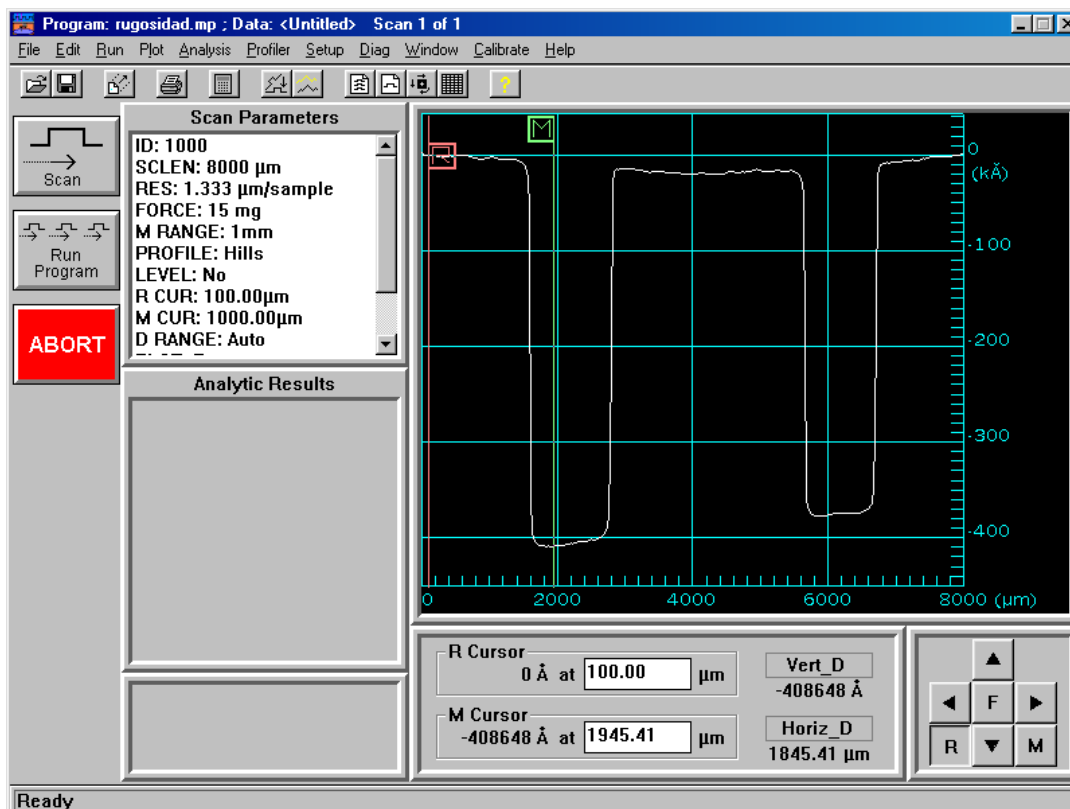 Program: rugosidad.mp ; Data: <Untitled> Scan 1 of 1
File Edit Run Plot Analysis Profiler Setup Diag Window Calibrate Help
?
Scan
Run
Program
ABORT
Scan Parameters
ID: 1000
SCLEN: 8000 µm
RES: 1.333 µm/sample
FORCE: 15 mg
M RANGE: 1mm
PROFILE: Hills
LEVEL: No
R CUR: 100.00µm
M CUR: 1000.00µm
D RANGE: Auto
Analytic Results
R
M
0
(kÅ)
-100
-200
-300
-400
0 2000 4000 6000 8000 (µm)
R Cursor
0 Å at 100.00 µm
M Cursor
-408648 Å at 1945.41 µm
Vert_D
-408648 Å
Horiz_D
1845.41 µm
F
R M
Ready